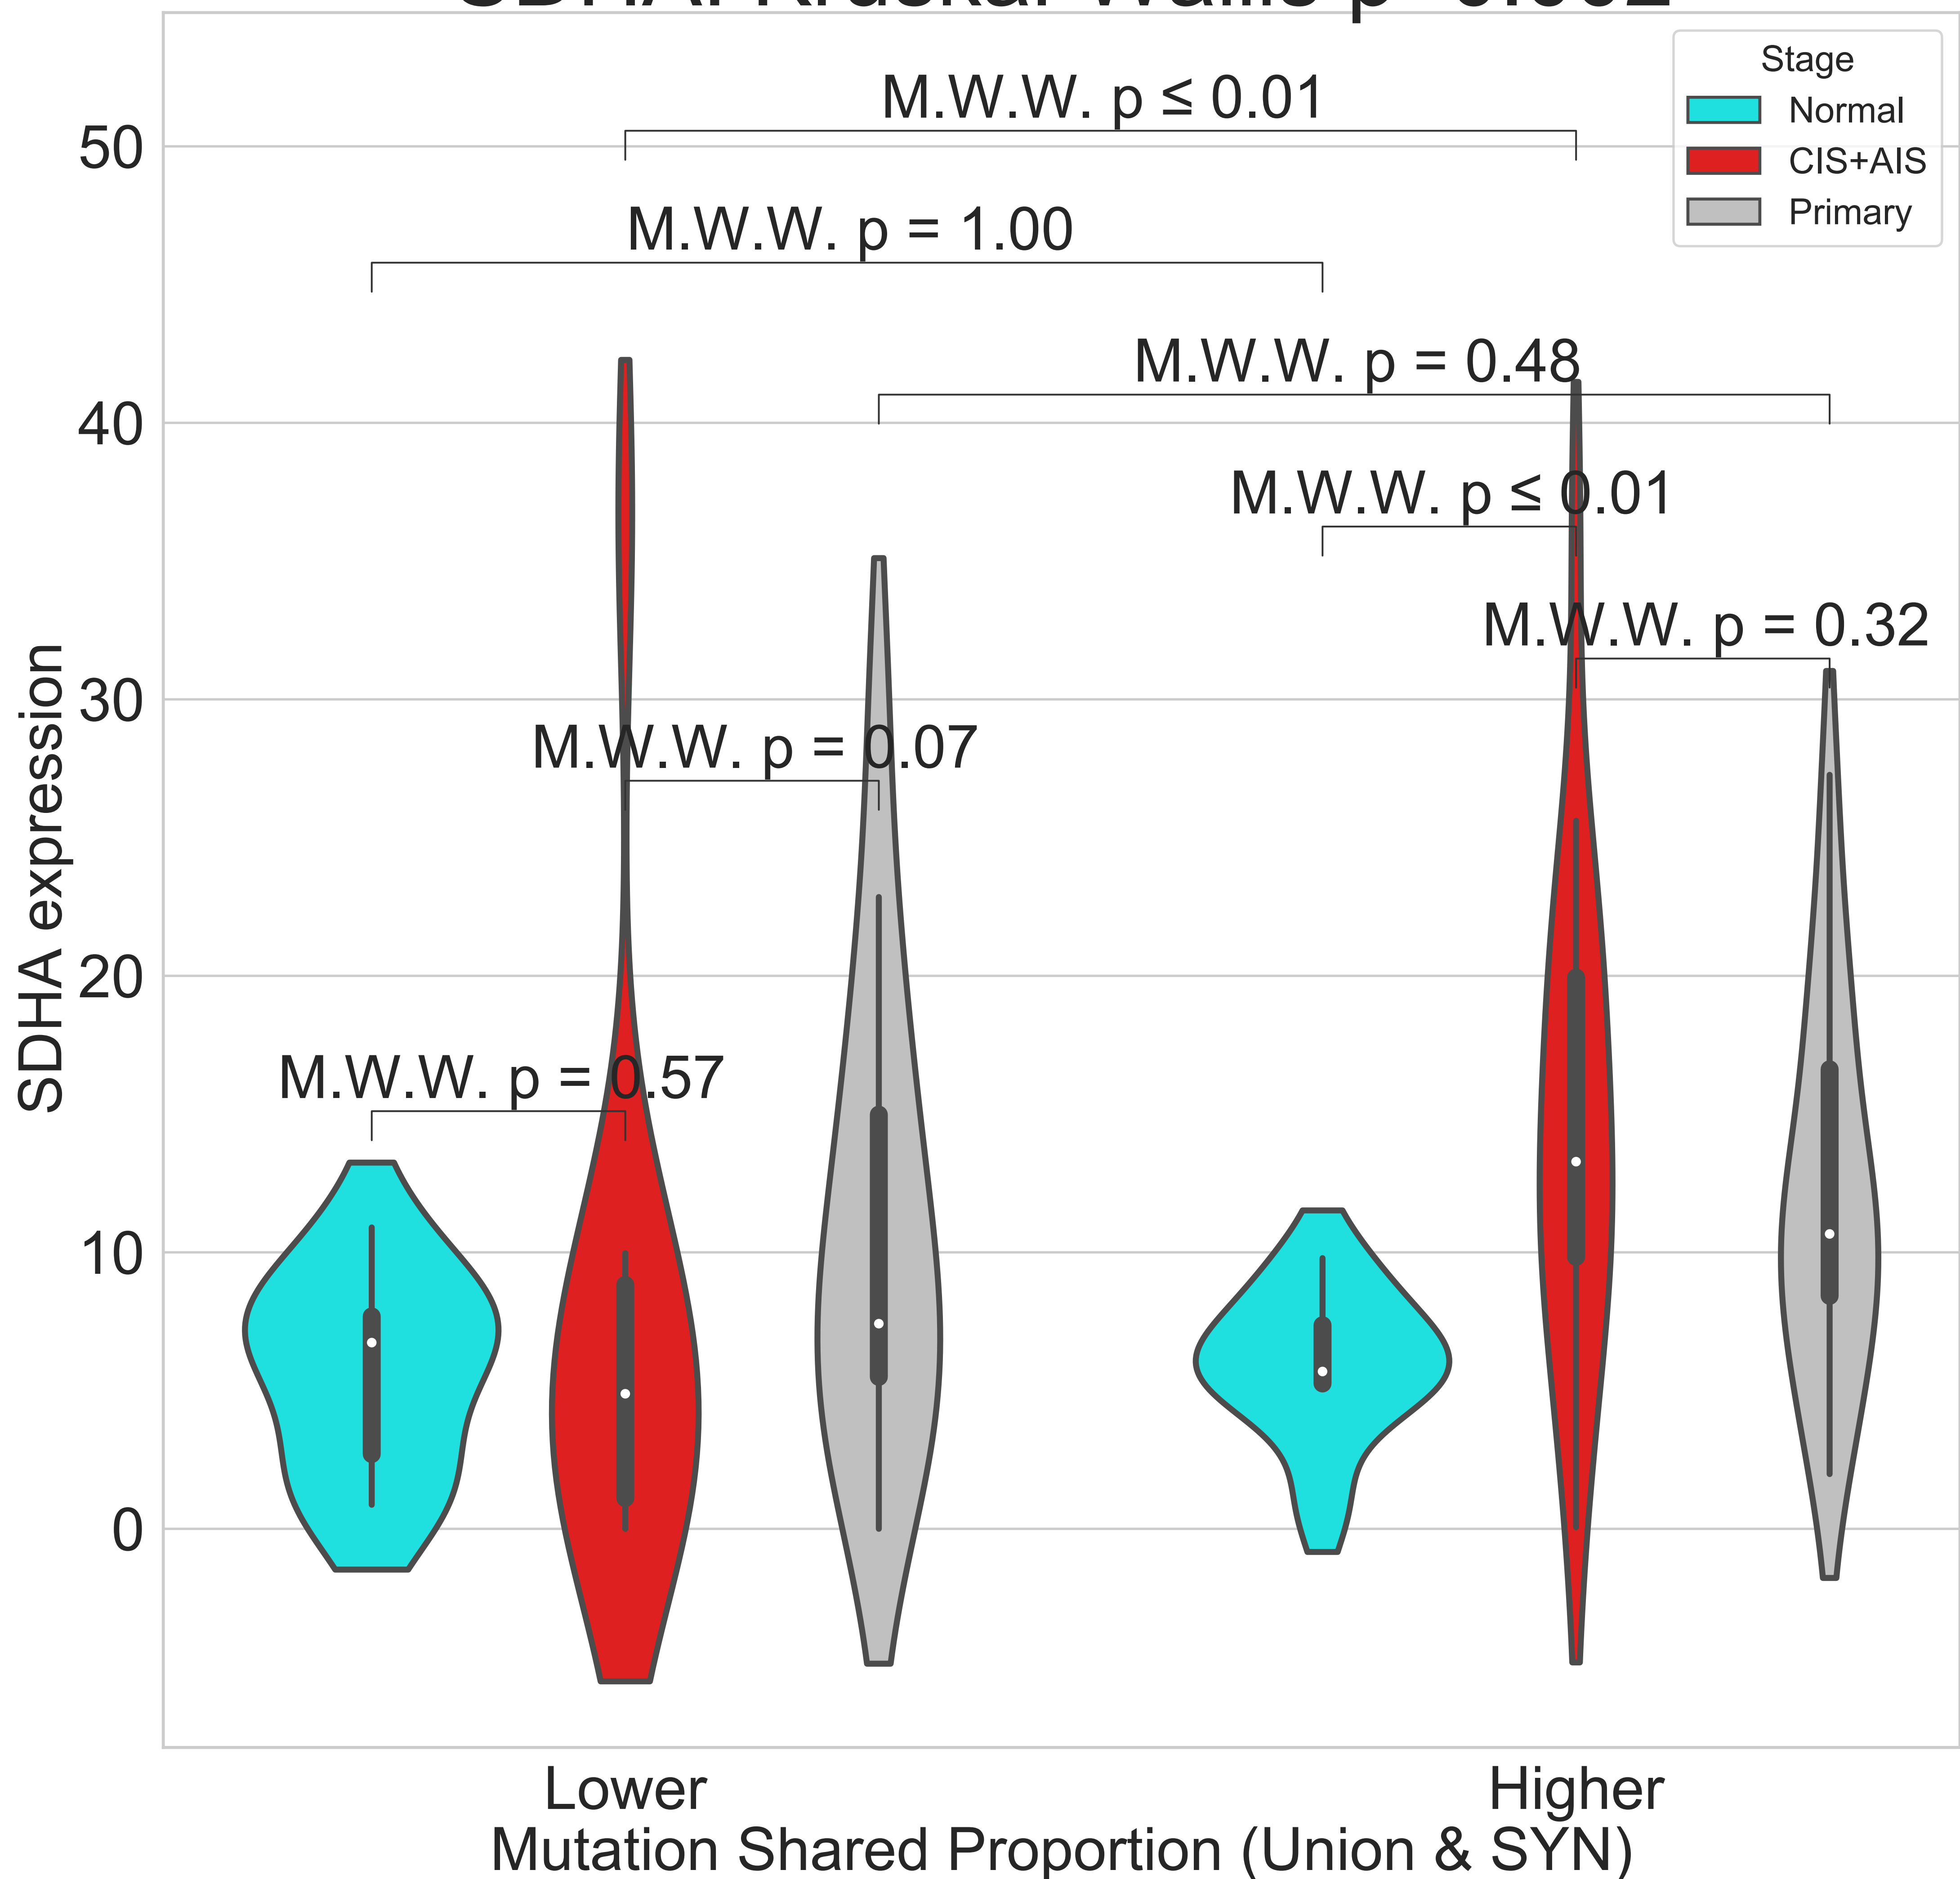 Stage
Normal
CIS+AIS
Primary
M.W.W. p ≤ 0.01
M.W.W. p = 1.00
M.W.W. p = 0.48
M.W.W. p ≤ 0.01
M.W.W. p = 0.32
M.W.W. p = 0.07
M.W.W. p = 0.57
50
40
30
20
10
0
SDHA expression
Lower
Higher
Mutation Shared Proportion (Union & SYN)